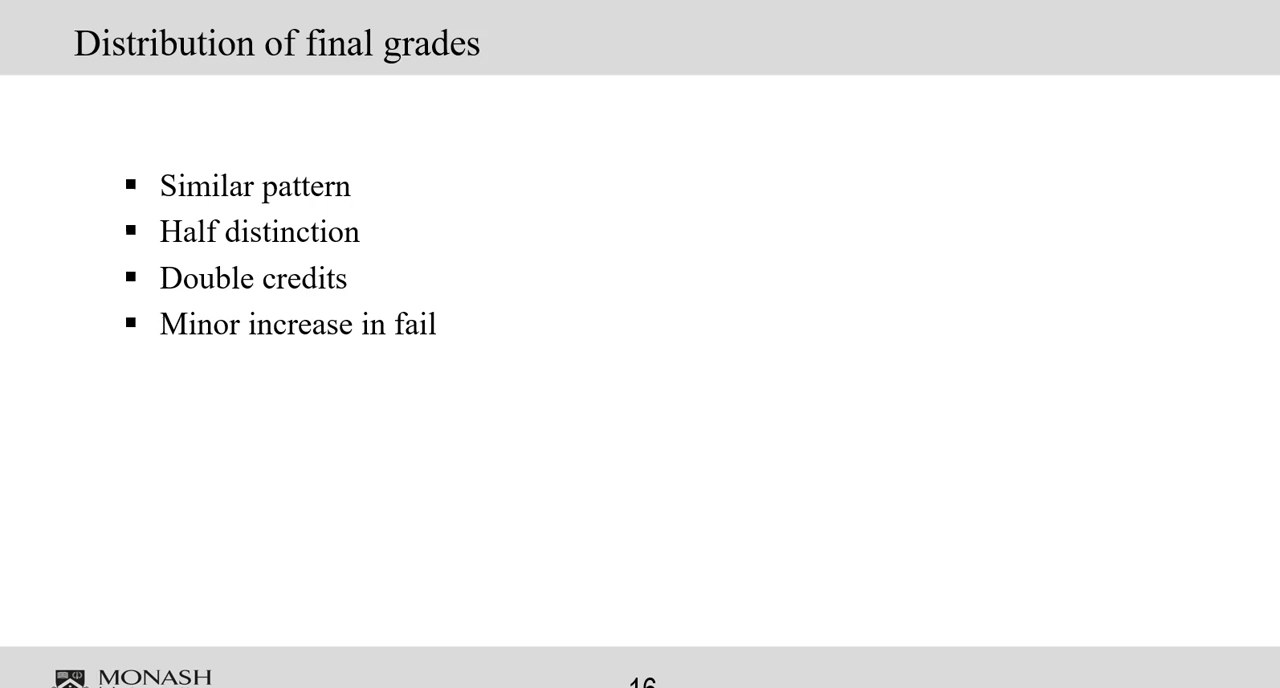 Distribution of final grades
Similar pattern
Half distinction
Double credits
Minor increase in fail
MONASH
16